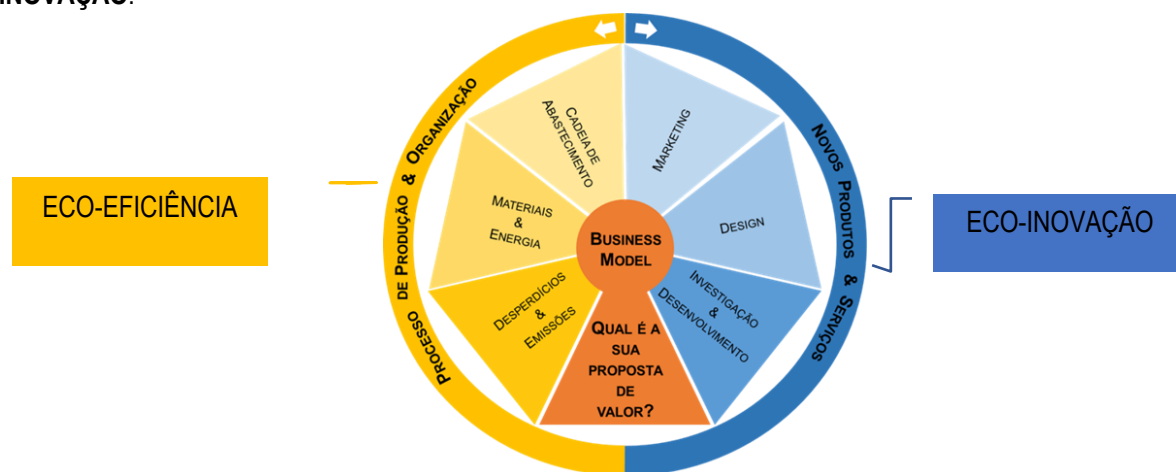 INOVAÇÃO.
ECO-EFICIÊNCIA
PROCESSO DE PRODUÇÃO & ORGANIZAÇÃO
CADEIA DE
ABASTECIMENTO
MATERIAIS
&
ENERGIA
DESPERDÍCIOS
&
EMISSÕES
BUSINESS
MODEL
QUAL É A
SUA
PROPOSTA
DE
VALOR?
MARKETING
DESIGN
INVESTIGAÇÃO
&
DESENVOLVIMENTO
NOVOS PRODUTOS & SERVIÇOS
ECO-INOVAÇÃO